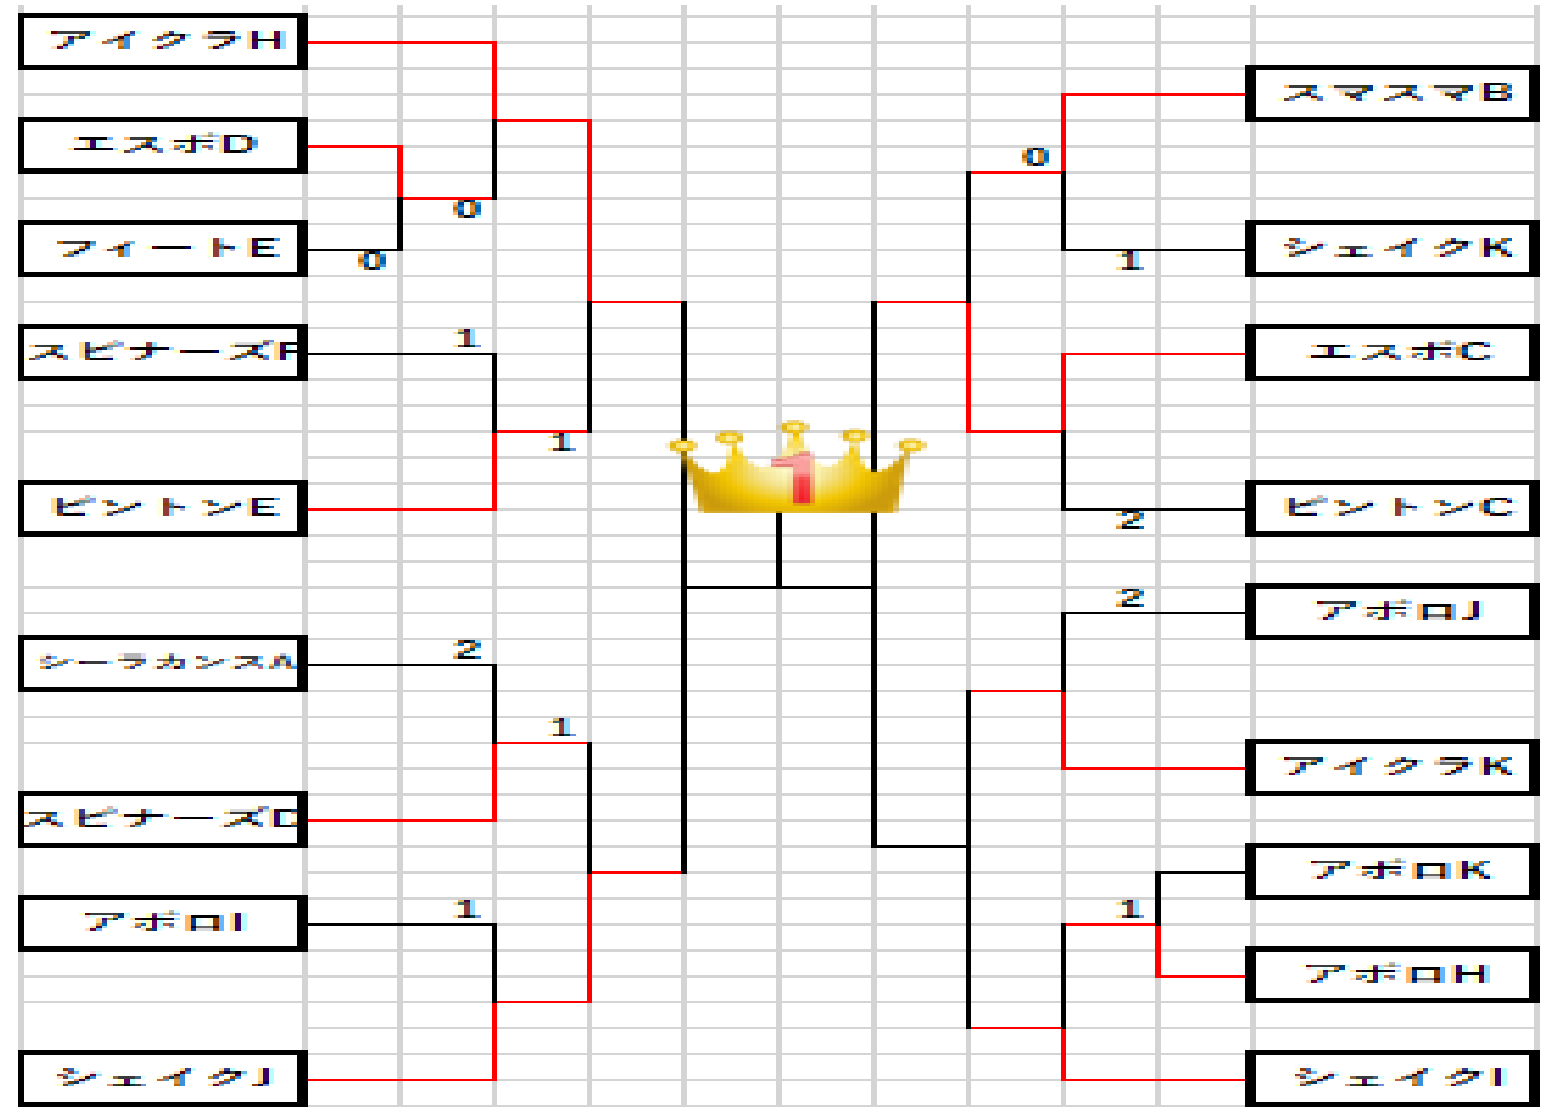 アイクラH
エスポD
0
フィートE
0
スピナーズF
1
1
ピントンE
シーラカンスA
2
1
スピナーズD
アポロI
1
シェイクJ
1
スマスマB
0
シェイクK
1
エスポC
ピントンC
2
アポロJ
2
アイクラK
アポロK
1
アポロH
シェイクI